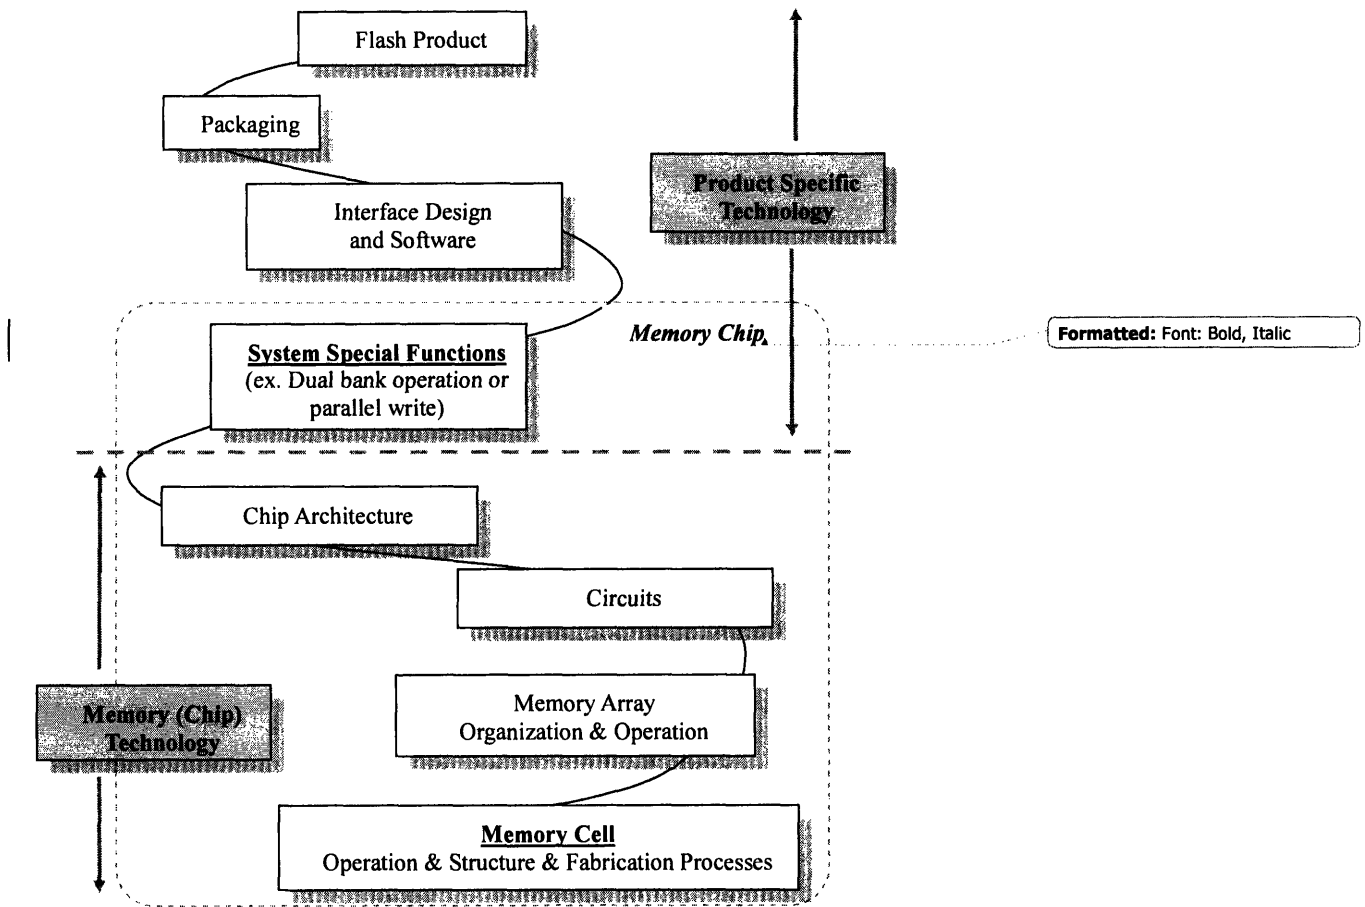 Flash Product
Packaging
Product Specific
Technology
Interface Design
and Software
Memory Chip
Formatted: Font: Bold, Italic
System Special Functions
(ex. Dual bank operation or
parallel write)
Chip Architecture
Circuits
Memory (Chip)
Technology
Memory Array
Organization & Operation
Memory Cell
Operation & Structure & Fabrication Processes